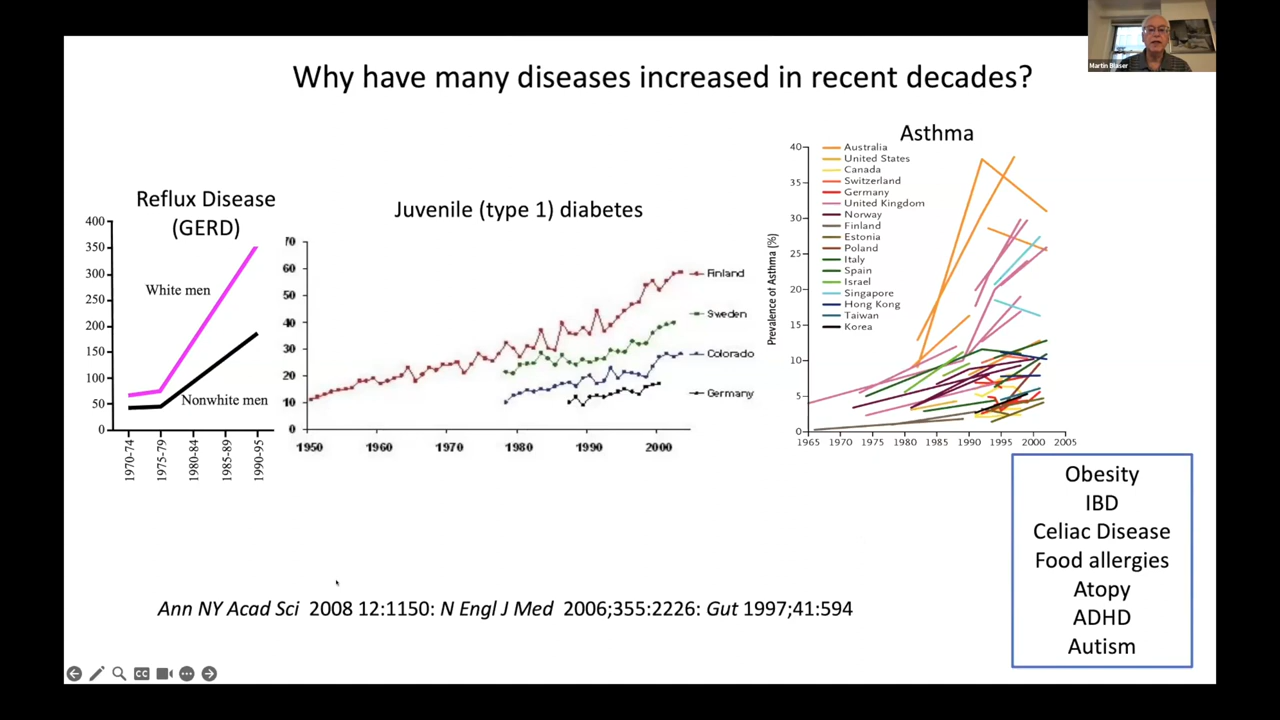 Martin Blaser
Why have many diseases increased in recent decades?
Reflux Disease
(GERD)
400
350
300
250
200
150
100
50
0
White men
Nonwhite men
1970-74
1975-79
1980-84
1985-89
1990-95
Juvenile (type 1) diabetes
70
60
50
40
30
20
10
0
Finland
Sweden
Colorado
Germany
1950
1960
1970
1980
1990
2000
Asthma
Prevalence of Asthma (%)
40
35
30
25
20
15
10
5
0
Australia
United States
Canada
Switzerland
Germany
United Kingdom
Norway
Finland
Estonia
Poland
Italy
Spain
Israel
Singapore
Hong Kong
Taiwan
Korea
1965
1970
1975
1980
1985
1990
1995
2000
2005
Obesity
IBD
Celiac Disease
Food allergies
Atopy
ADHD
Autism
Ann NY Acad Sci 2008 12:1150: N Engl J Med 2006;355:2226: Gut 1997;41:594
CC